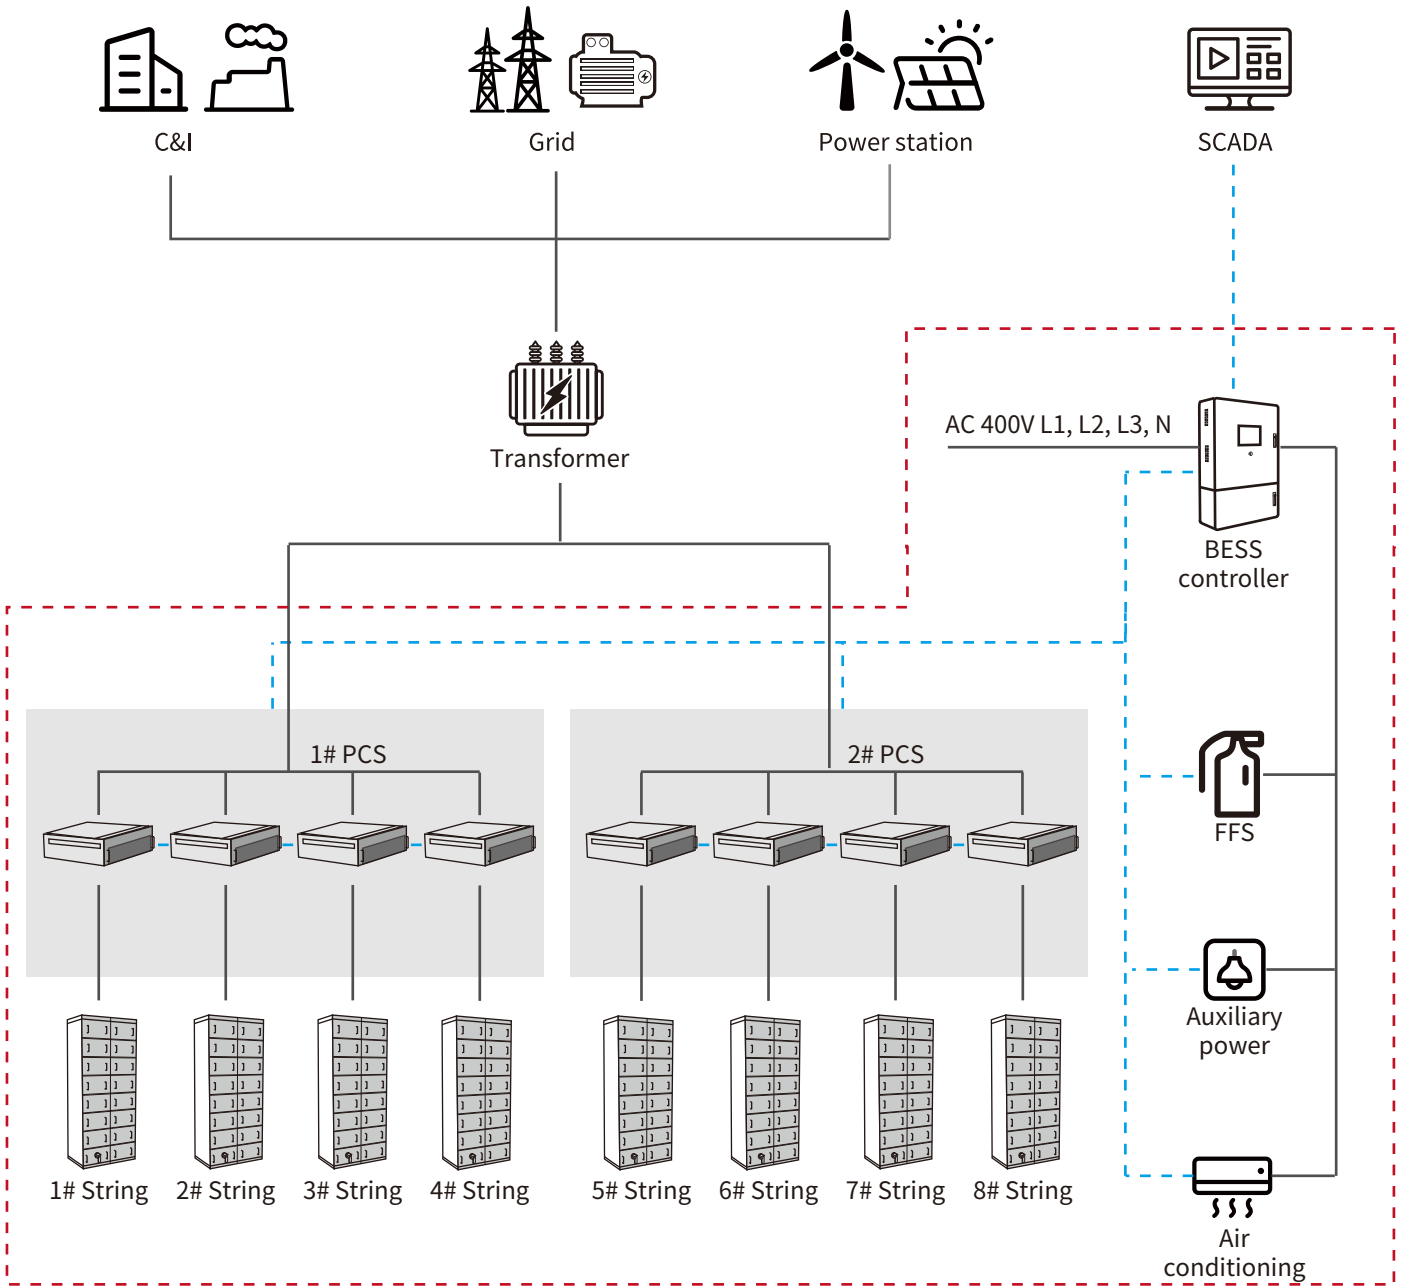 C&I
Grid
Power station
SCADA
Transformer
AC 400V L1, L2, L3, N
BESS
controller
1# PCS
2# PCS
FFS
Auxiliary
power
1# String
2# String
3# String
4# String
5# String
6# String
7# String
8# String
Air
conditioning